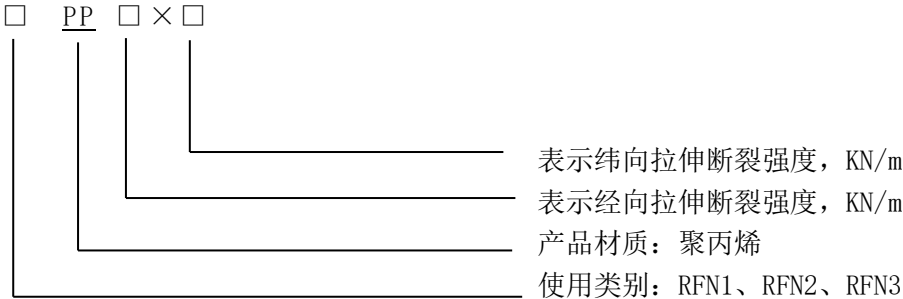 □ PP □×□
表示纬向拉伸断裂强度，KN/m
表示经向拉伸断裂强度，KN/m
产品材质：聚丙烯
使用类别：RFN1、RFN2、RFN3